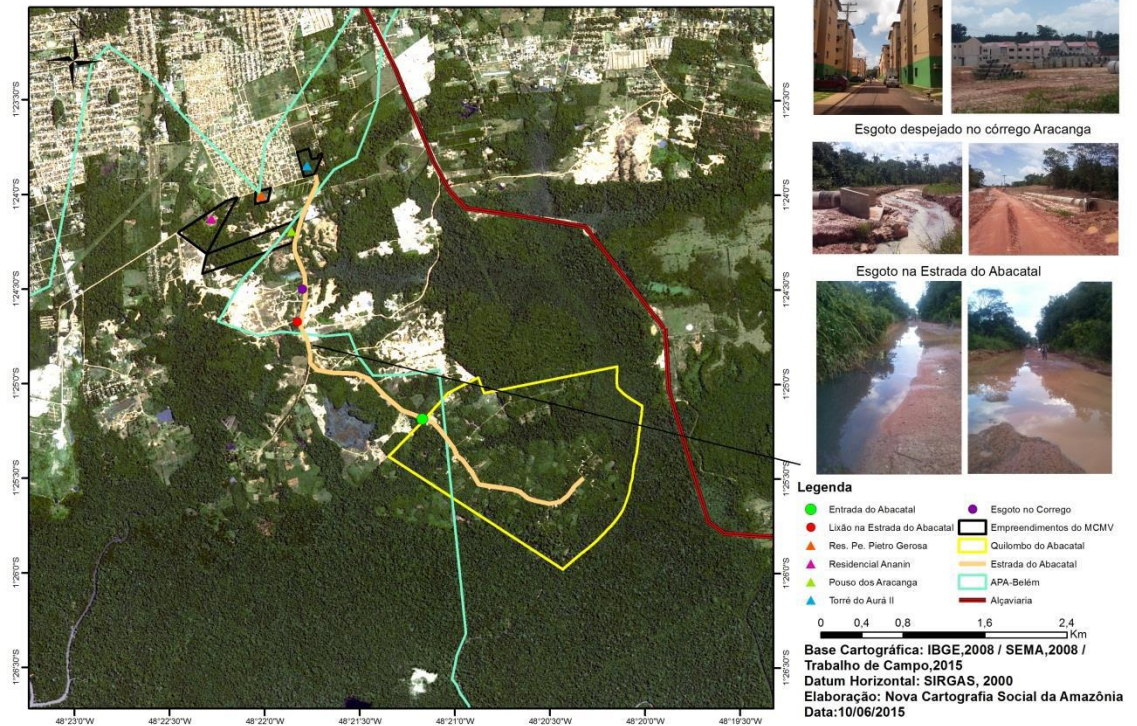 1°23'30"S
1°24'0"S
1°24'30"S
1°25'0"S
1°25'30"S
1°26'0"S
1°26'30"S
1°23'30"S
1°24'0"S
1°24'30"S
1°25'0"S
1°25'30"S
1°26'0"S
1°26'30"S
48°23'0"W
48°22'30"W
48°22'0"W
48°21'30"W
48°21'0"W
48°20'30"W
48°20'0"W
48°19'30"W
Esgoto despejado no córrego Aracanga
Esgoto na Estrada do Abacatal
Legenda
Entrada do Abacatal
Lixão na Estrada do Abacatal
Res. Pe. Pietro Gerosa
Residencial Ananin
Pouso dos Aracanga
Torré do Aurá II
Esgoto no Corrego
Empreendimentos do MCMV
Quilombo do Abacatal
Estrada do Abacatal
APA-Belém
Alçaviaria
0 0,4 0,8 1,6 2,4
Km
Base Cartográfica: IBGE,2008 / SEMA,2008 /
Trabalho de Campo,2015
Datum Horizontal: SIRGAS, 2000
Elaboração: Nova Cartografia Social da Amazônia
Data:10/06/2015